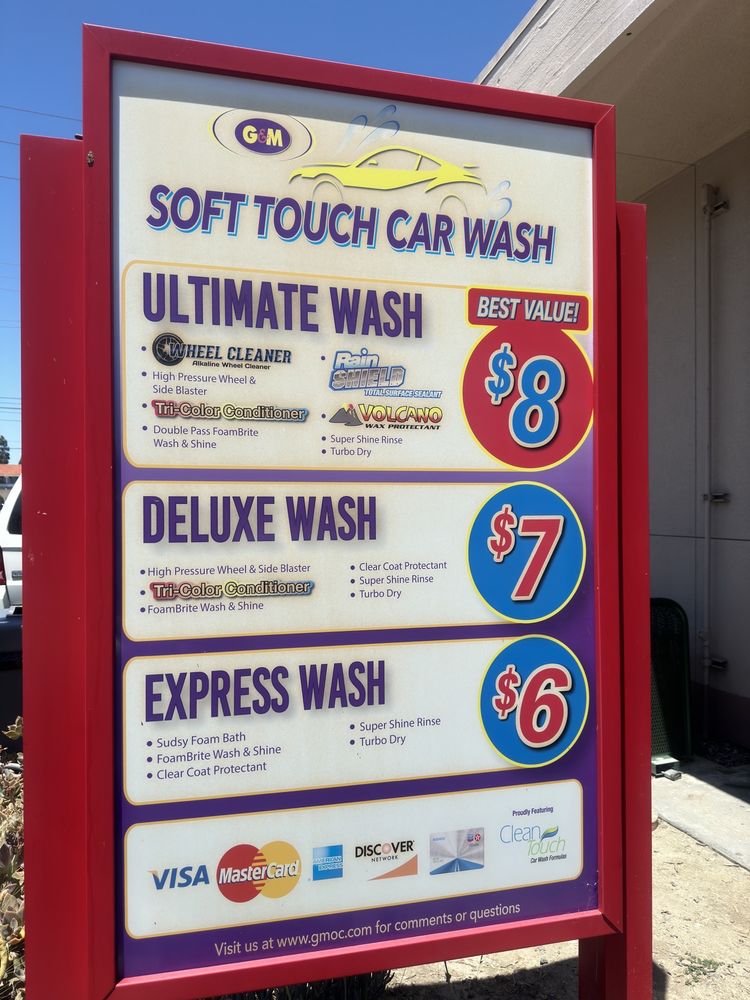 G&M
SOFT TOUCH CAR WASH
ULTIMATE WASH
BEST VALUE!
$8
• WHEEL CLEANER
Alkaline Wheel Cleaner
• High Pressure Wheel &
Side Blaster
• Tri-Color Conditioner
• Double Pass FoamBrite
Wash & Shine
• Rain
SHIELD
TOTAL SURFACE SEALANT
• VOLCANO
WAX PROTECTANT
• Super Shine Rinse
• Turbo Dry
DELUXE WASH
$7
• High Pressure Wheel & Side Blaster
• Tri-Color Conditioner
• FoamBrite Wash & Shine
• Clear Coat Protectant
• Super Shine Rinse
• Turbo Dry
EXPRESS WASH
$6
• Sudsy Foam Bath
• FoamBrite Wash & Shine
• Clear Coat Protectant
• Super Shine Rinse
• Turbo Dry
VISA
MasterCard
AMERICAN
EXPRESS
DISCOVER
NETWORK
Proudly Featuring
Clean
Touch
Car Wash Formulas
Visit us at www.gmoc.com for comments or questions